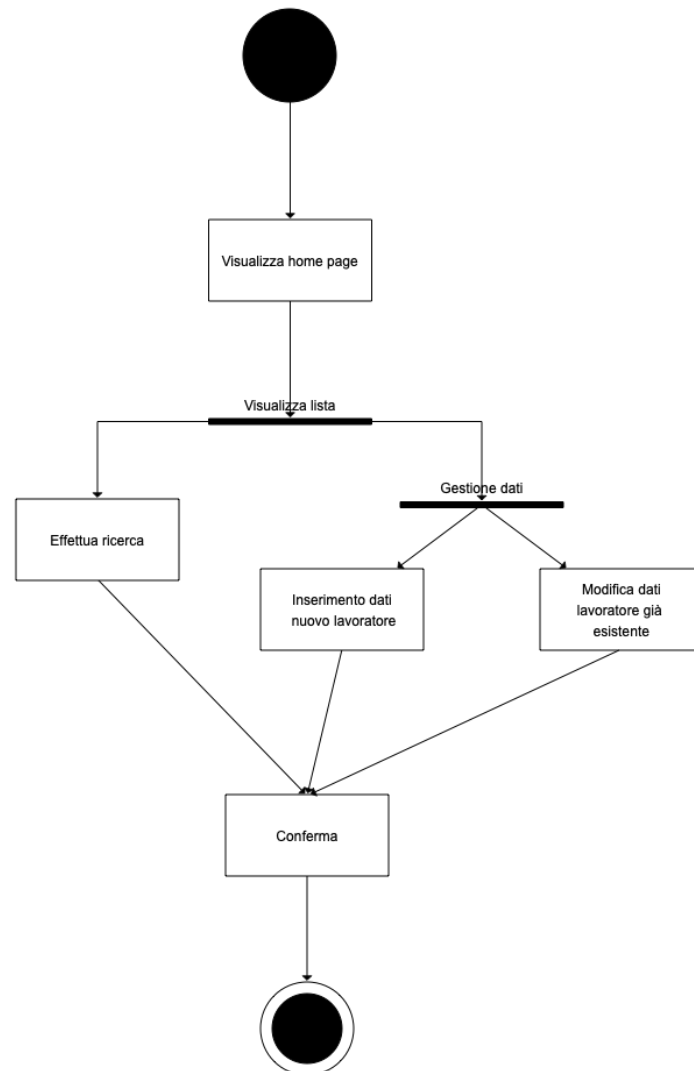 Visualizza home page
Visualizza lista
Gestione dati
Effettua ricerca
Inserimento dati
nuovo lavoratore
Modifica dati
lavoratore già
esistente
Conferma